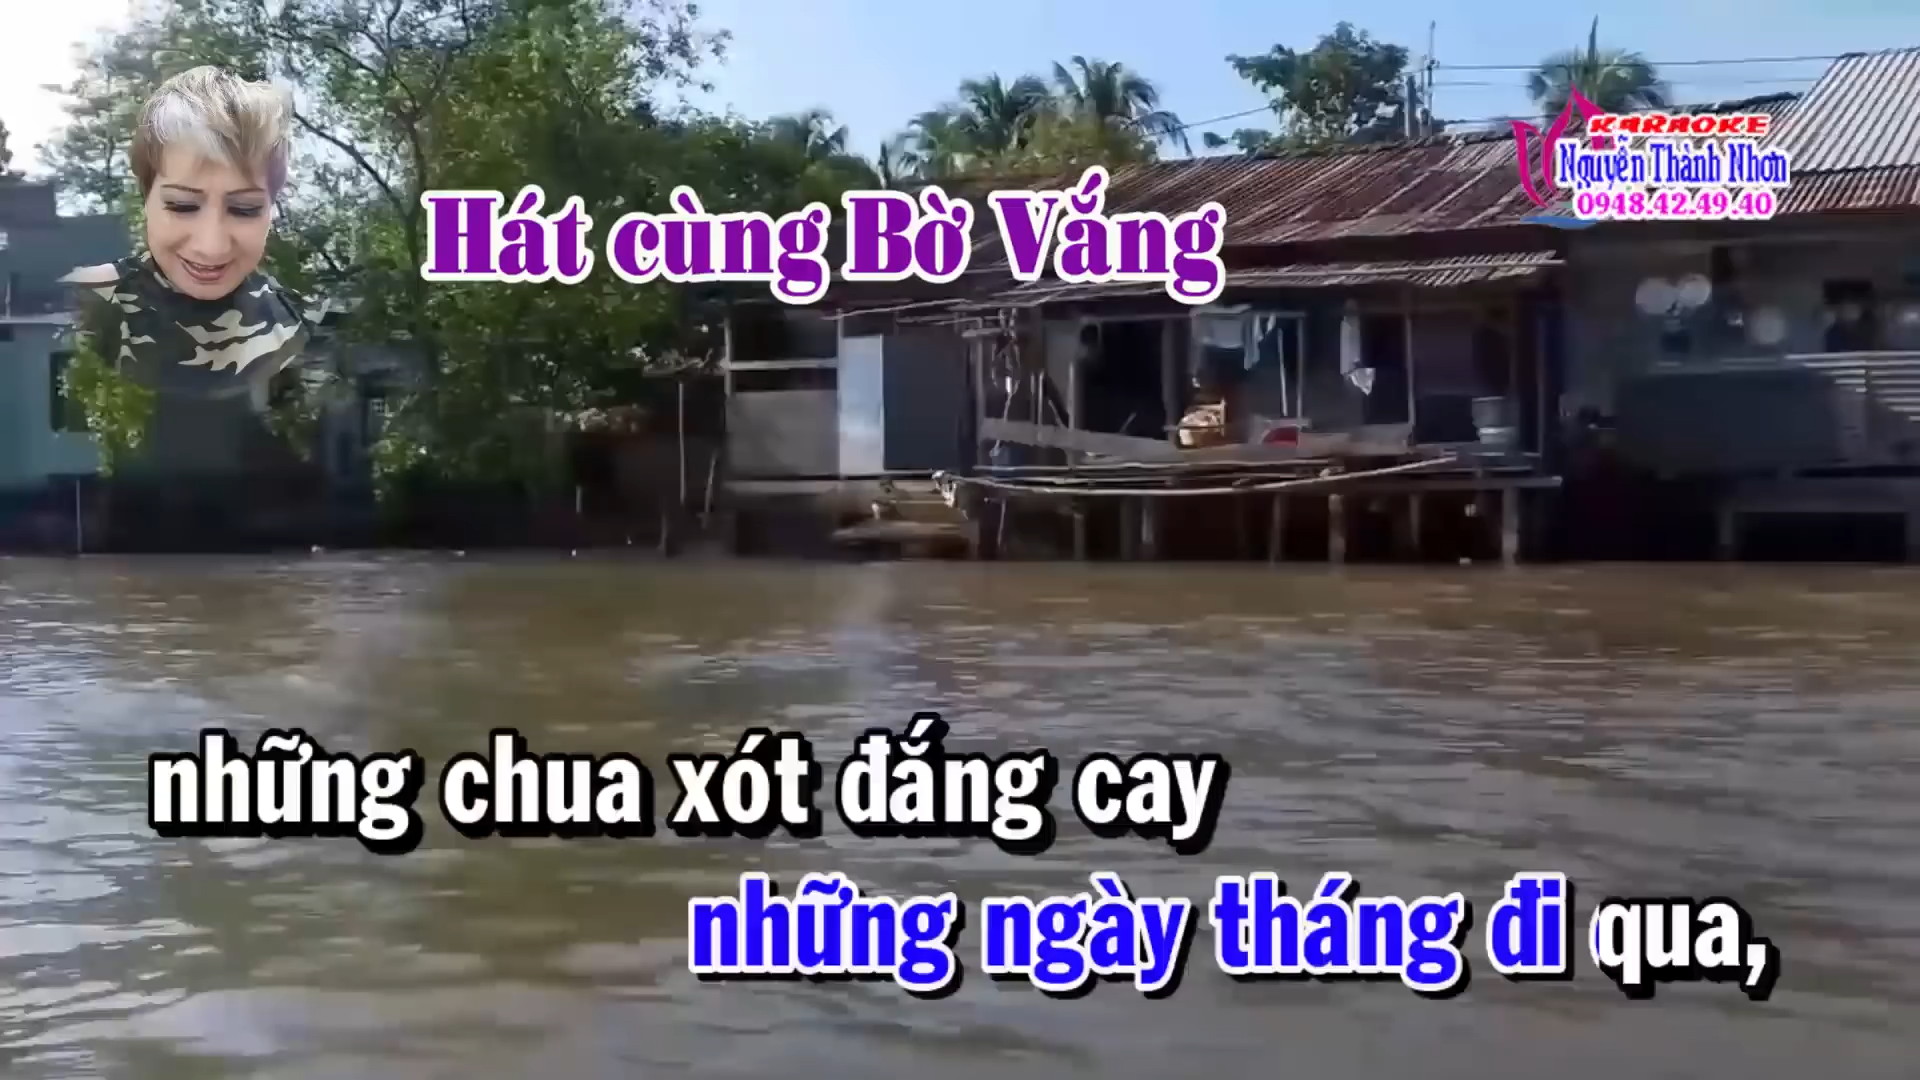 KARAOKE
Nguyễn Thành Nhơn
0948.42.49.40
Hát cùng Bờ Vắng
những chua xót đắng cay
những ngày tháng đi qua,